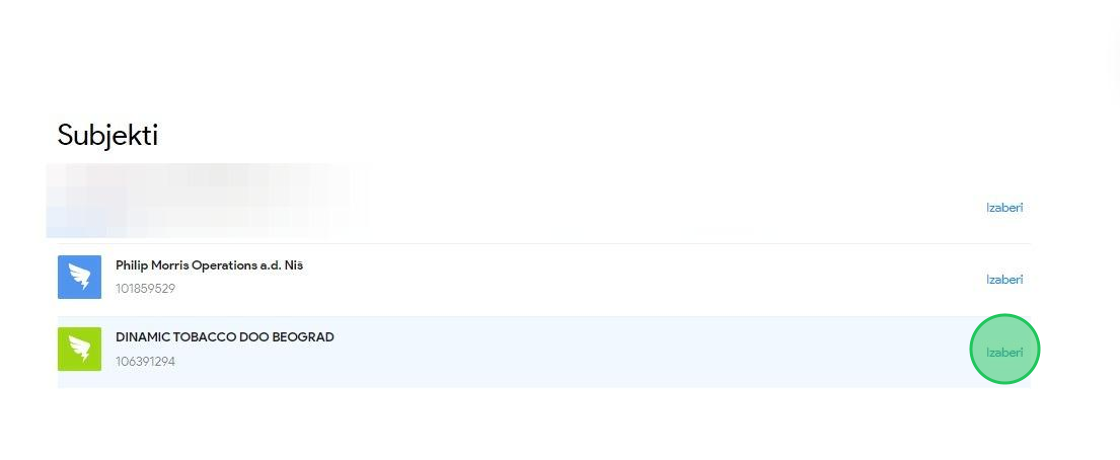 Subjekti
Izaberi
Philip Morris Operations a.d. Niš
101859529
Izaberi
DINAMIC TOBACCO DOO BEOGRAD
106391294
Izaberi